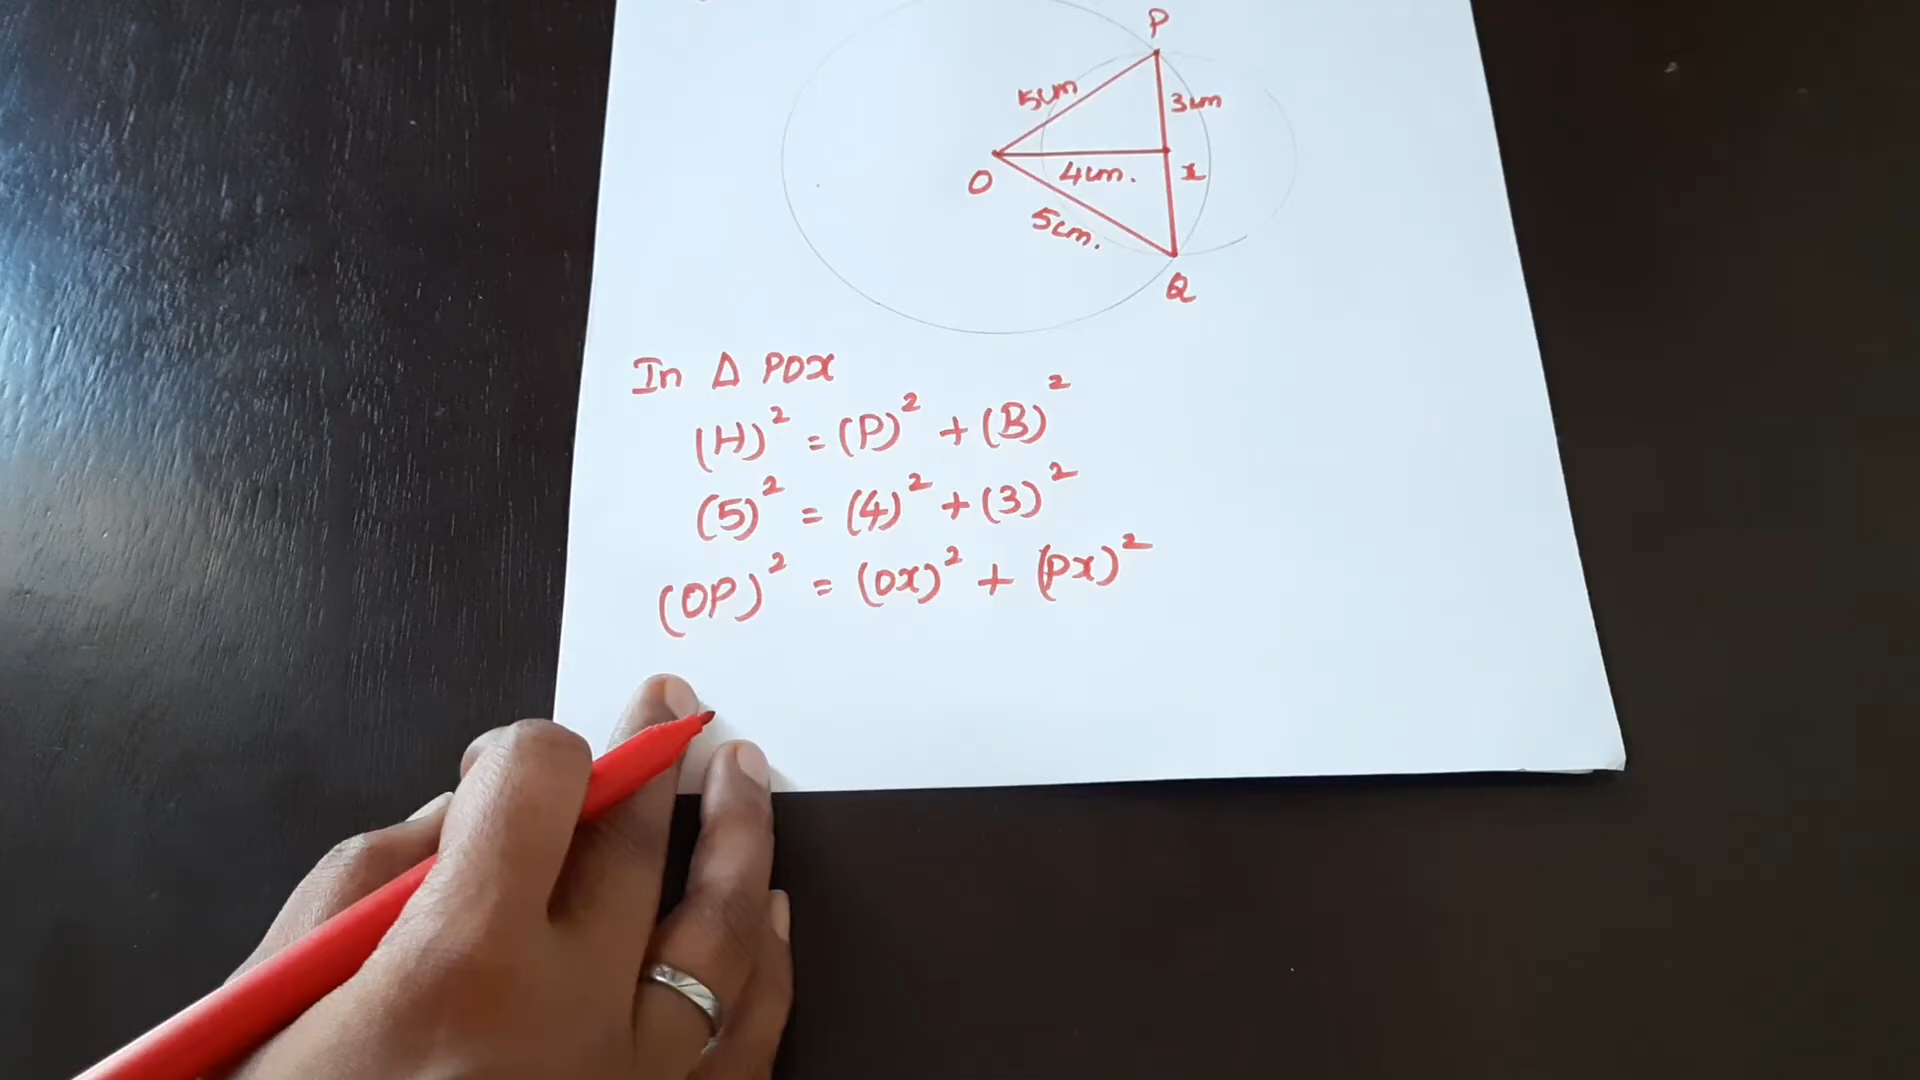 P
5cm
3cm
O
4cm.
x
5cm.
Q
In Δ POX
(H)² = (P)² + (B)²
(5)² = (4)² + (3)²
(OP)² = (OX)² + (PX)²